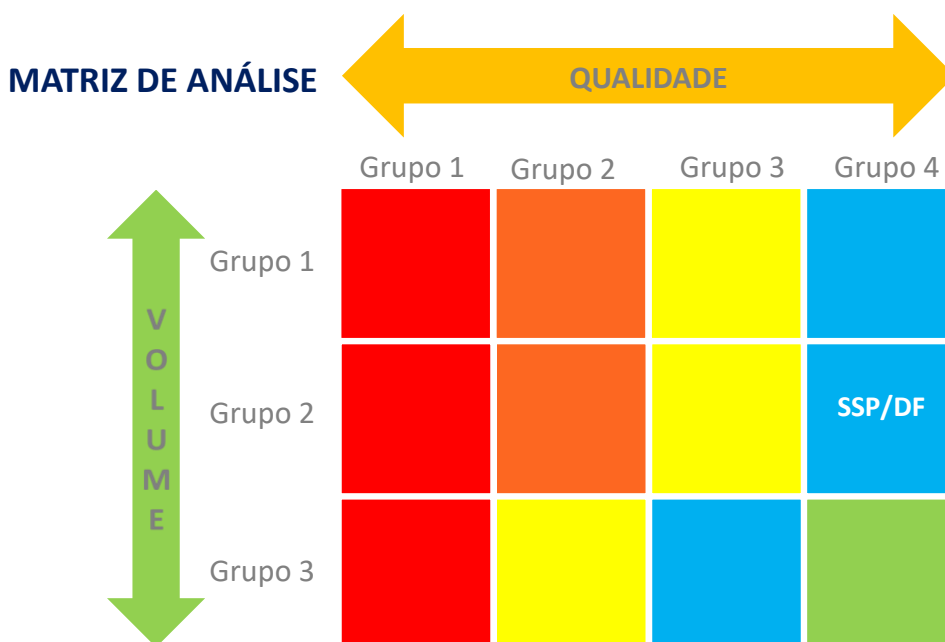 MATRIZ DE ANÁLISE
QUALIDADE
Grupo 1
Grupo 2
Grupo 3
Grupo 4
VOLUME
Grupo 1
Grupo 2
SSP/DF
Grupo 3